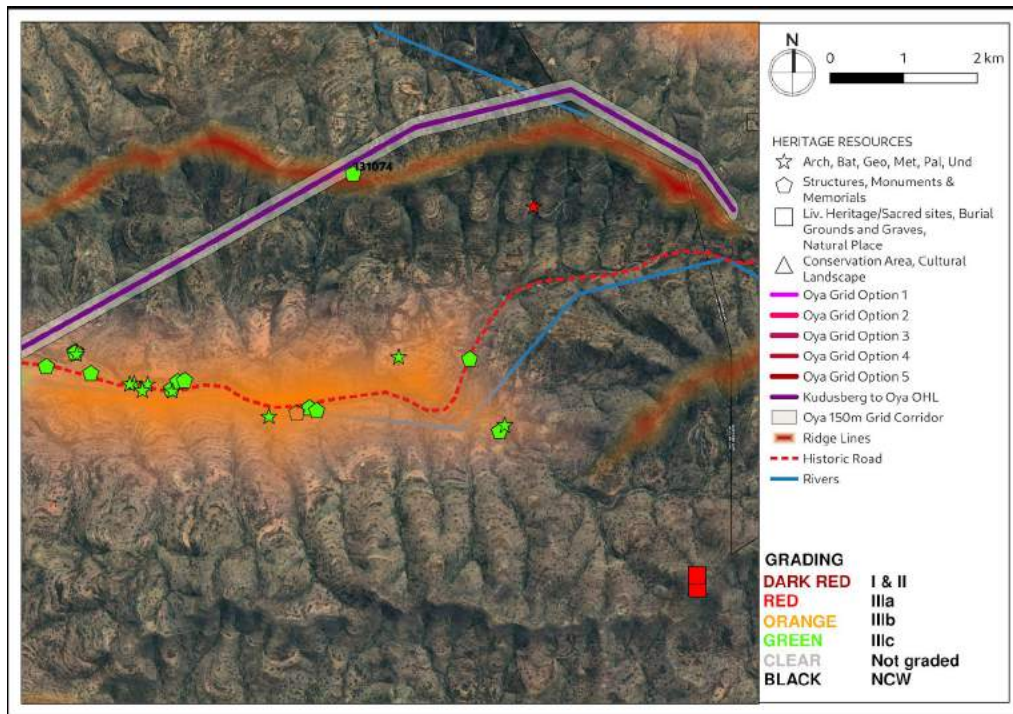 131074
N
0 1 2 km
HERITAGE RESOURCES
Arch, Bat, Geo, Met, Pal, Und
Structures, Monuments &
Memorials
Liv. Heritage/Sacred sites, Burial
Grounds and Graves,
Natural Place
Conservation Area, Cultural
Landscape
Oya Grid Option 1
Oya Grid Option 2
Oya Grid Option 3
Oya Grid Option 4
Oya Grid Option 5
Kudusberg to Oya OHL
Oya 150m Grid Corridor
Ridge Lines
Historic Road
Rivers
GRADING
DARK RED I & II
RED IIIa
ORANGE IIIb
GREEN IIIc
CLEAR Not graded
BLACK NCW